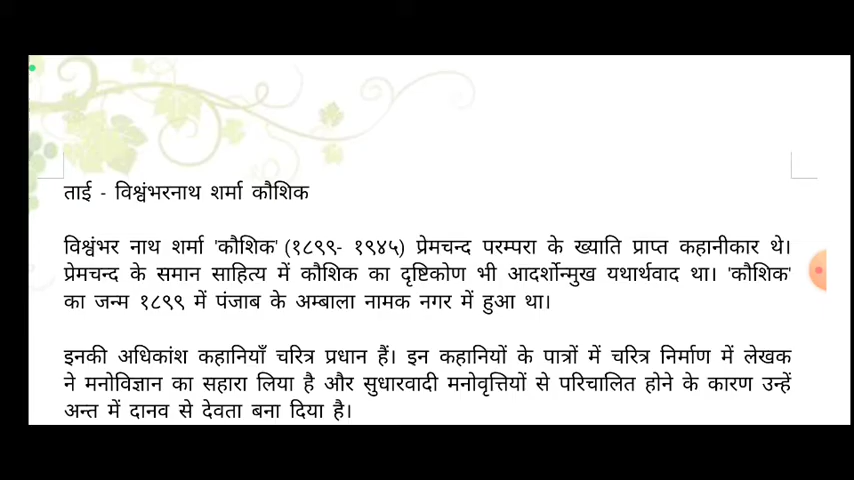 ताई - विश्वंभरनाथ शर्मा कौशिक
विश्वंभर नाथ शर्मा 'कौशिक' (१८९९- १९४५) प्रेमचन्द परम्परा के ख्याति प्राप्त कहानीकार थे।
प्रेमचन्द के समान साहित्य में कौशिक का दृष्टिकोण भी आदर्शोन्मुख यथार्थवाद था। 'कौशिक'
का जन्म १८९९ में पंजाब के अम्बाला नामक नगर में हुआ था।
इनकी अधिकांश कहानियाँ चरित्र प्रधान हैं। इन कहानियों के पात्रों में चरित्र निर्माण में लेखक
ने मनोविज्ञान का सहारा लिया है और सुधारवादी मनोवृत्तियों से परिचालित होने के कारण उन्हें
अन्त में दानव से देवता बना दिया है।